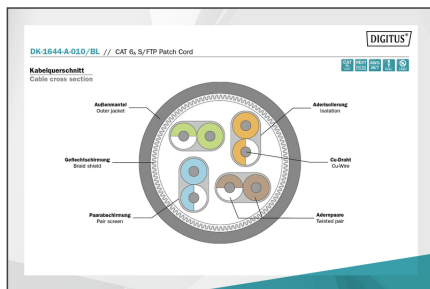 DIGITUS®
DK-1644-A-010/BL // CAT 6A S/FTP Patch Cord
Kabelquerschnitt
Cable cross section
Außenmantel
Outer jacket
Aderisolierung
Isolation
Geflechtschirmung
Braid shield
Cu-Draht
Cu-Wire
Paarabschirmung
Pair screen
Adernpaare
Twisted pair